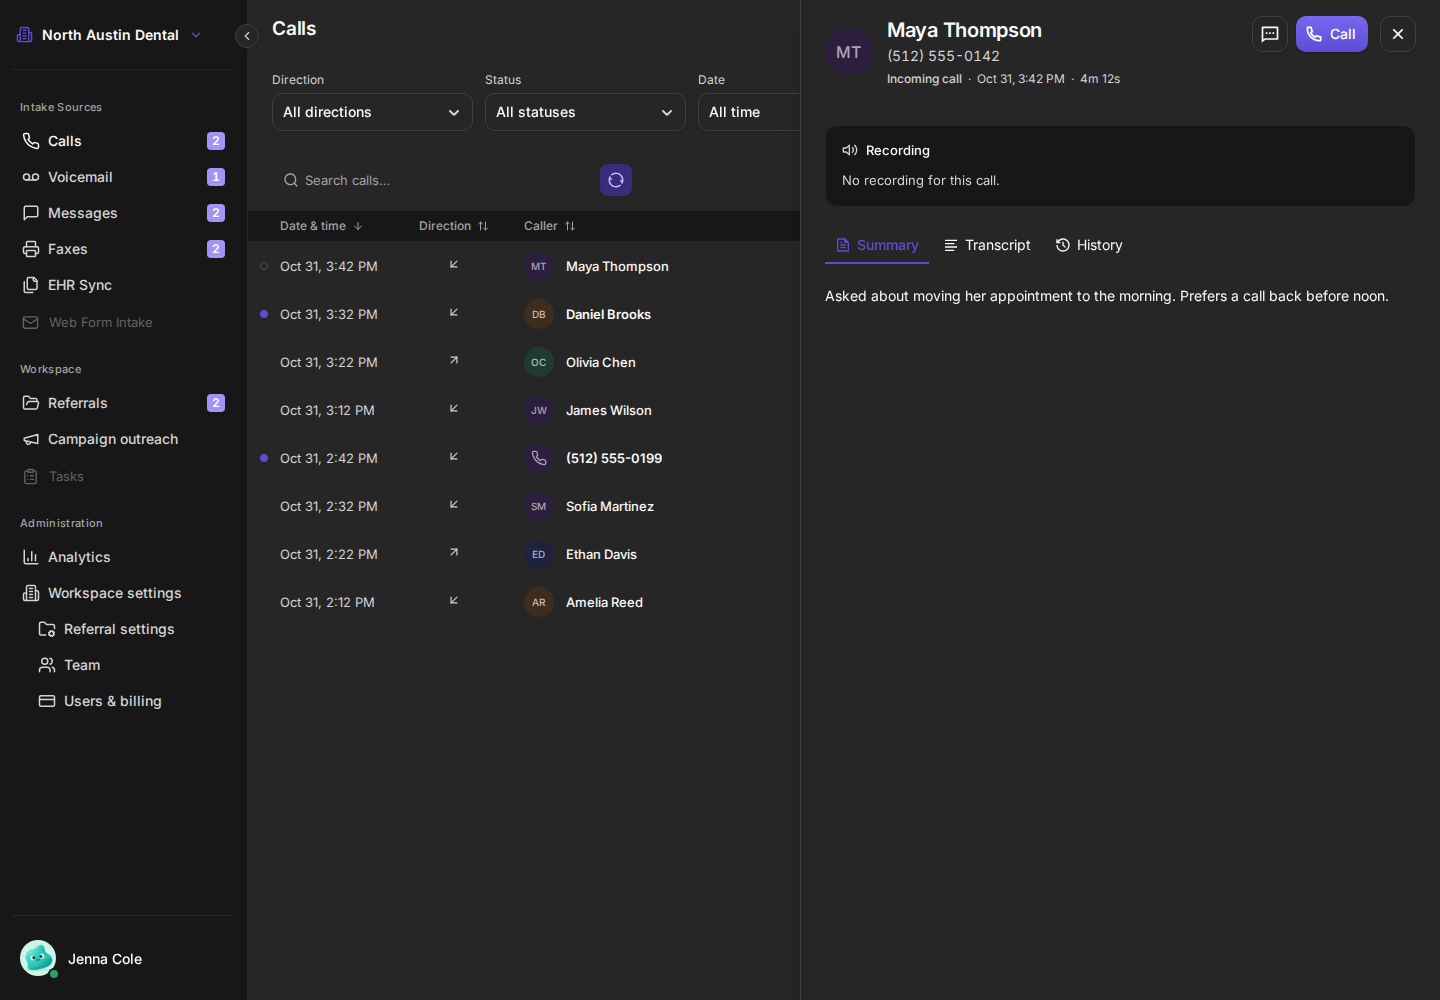 North Austin Dental
Intake Sources
Calls 2
Voicemail 1
Messages 2
Faxes 2
EHR Sync
Web Form Intake
Workspace
Referrals 2
Campaign outreach
Tasks
Administration
Analytics
Workspace settings
Referral settings
Team
Users & billing
Jenna Cole
Calls
Direction Status Date
All directions All statuses All time
Search calls...
Date & time Direction Caller
Oct 31, 3:42 PM MT Maya Thompson
Oct 31, 3:32 PM DB Daniel Brooks
Oct 31, 3:22 PM OC Olivia Chen
Oct 31, 3:12 PM JW James Wilson
Oct 31, 2:42 PM (512) 555-0199
Oct 31, 2:32 PM SM Sofia Martinez
Oct 31, 2:22 PM ED Ethan Davis
Oct 31, 2:12 PM AR Amelia Reed
MT
Maya Thompson
(512) 555-0142
Incoming call · Oct 31, 3:42 PM · 4m 12s
Call
Recording
No recording for this call.
Summary Transcript History
Asked about moving her appointment to the morning. Prefers a call back before noon.